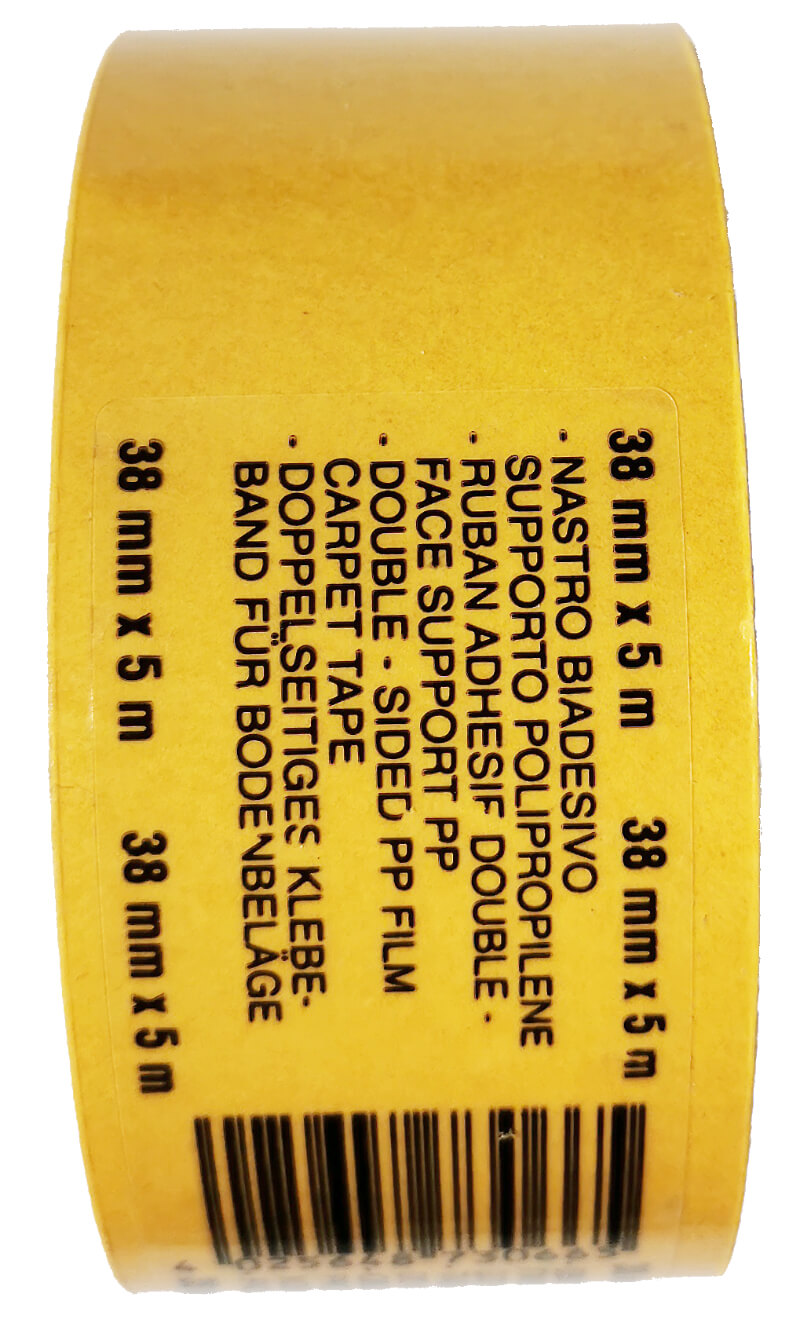 38 mm x 5 m 38 mm x 5 m
· NASTRO BIADESIVO
SUPPORTO POLIPROPILENE
· RUBAN ADHESIF DOUBLE ·
FACE SUPPORT PP
· DOUBLE · SIDED PP FILM
CARPET TAPE
· DOPPELSEITIGES KLEBE-
BAND FÜR BODENBELÄGE
38 mm x 5 m 38 mm x 5 m